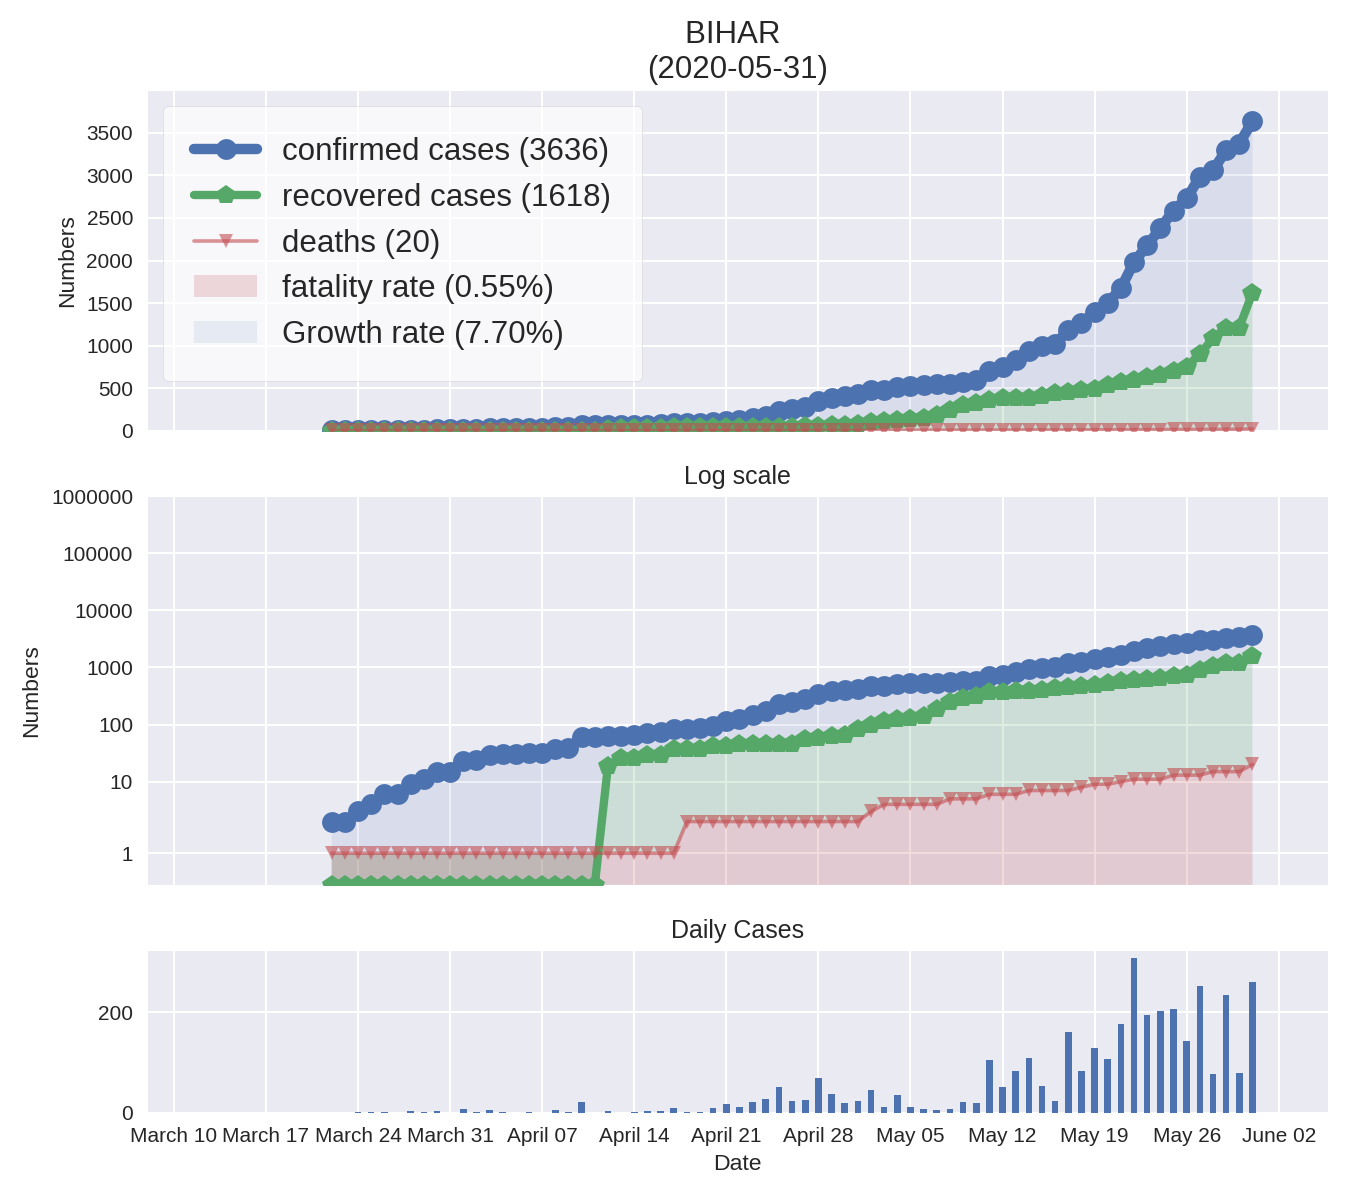 BIHAR
(2020-05-31)
3500
3000
2500
2000
1500
1000
500
0
Numbers
confirmed cases (3636)
recovered cases (1618)
deaths (20)
fatality rate (0.55%)
Growth rate (7.70%)
Log scale
1000000
100000
10000
1000
100
10
1
Numbers
Daily Cases
200
0
March 10 March 17 March 24 March 31 April 07 April 14 April 21 April 28 May 05 May 12 May 19 May 26 June 02
Date